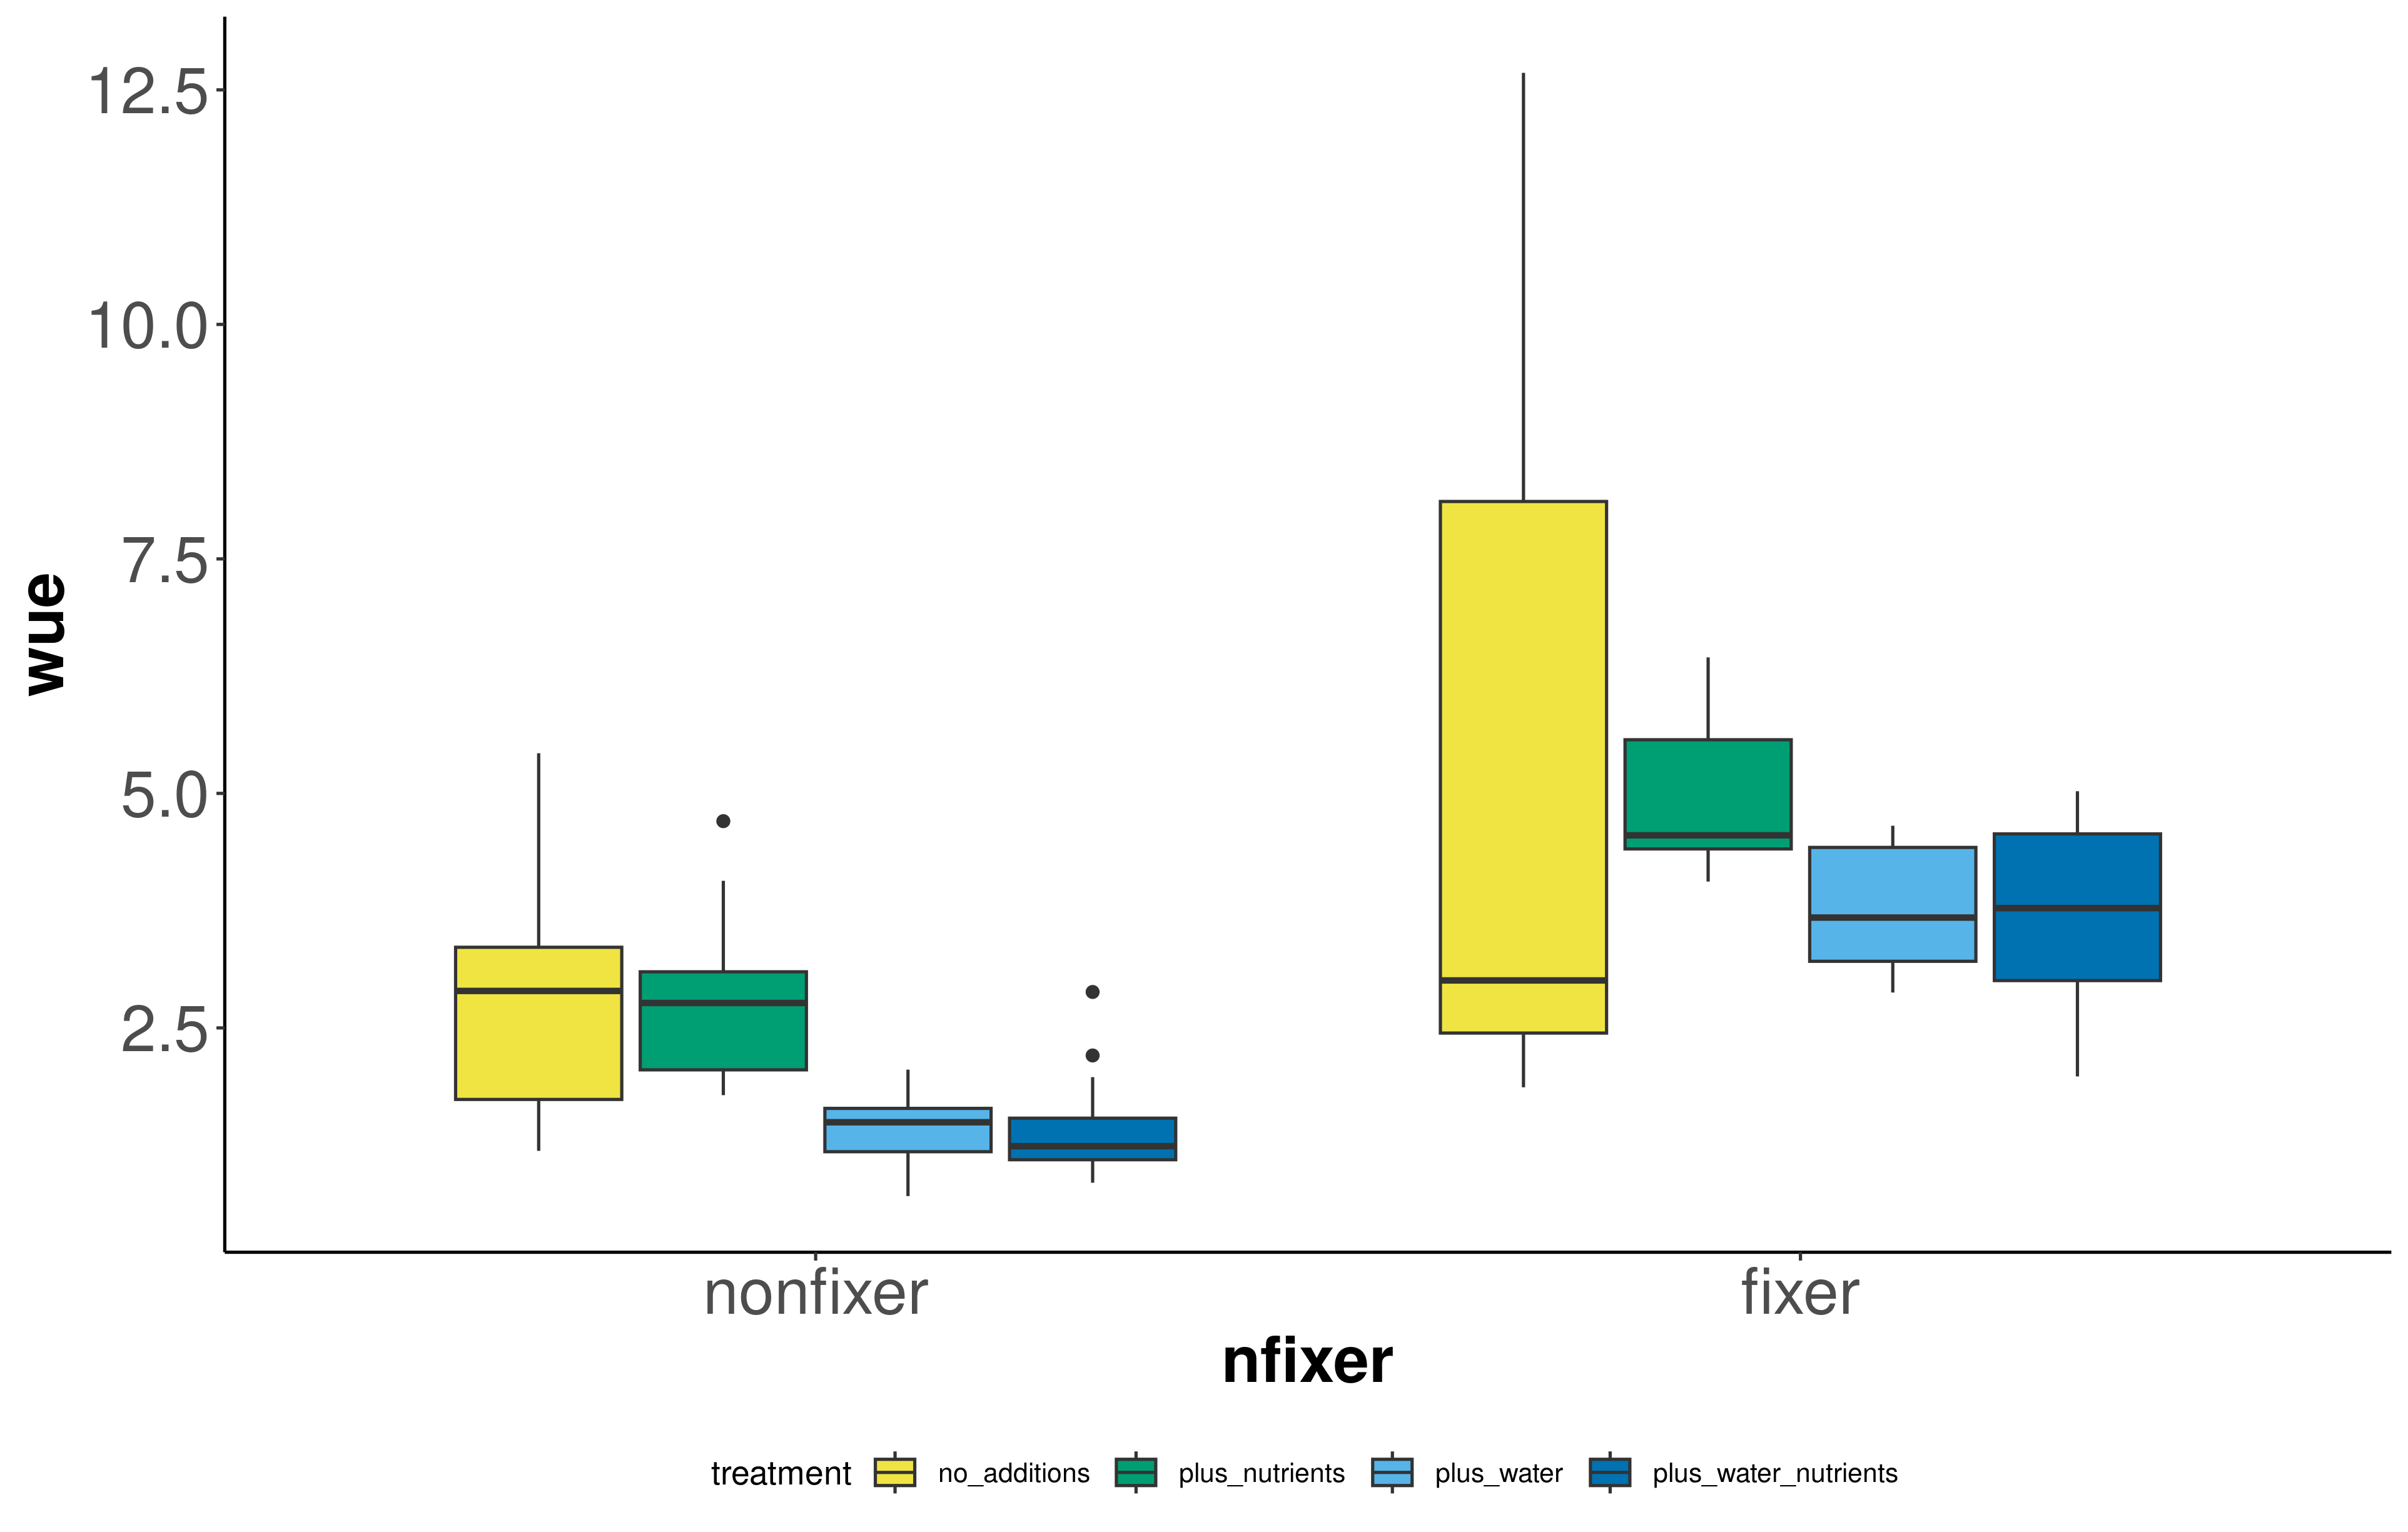 12.5
10.0
7.5
5.0
2.5
wue
nonfixer fixer
nfixer
treatment no_additions plus_nutrients plus_water plus_water_nutrients